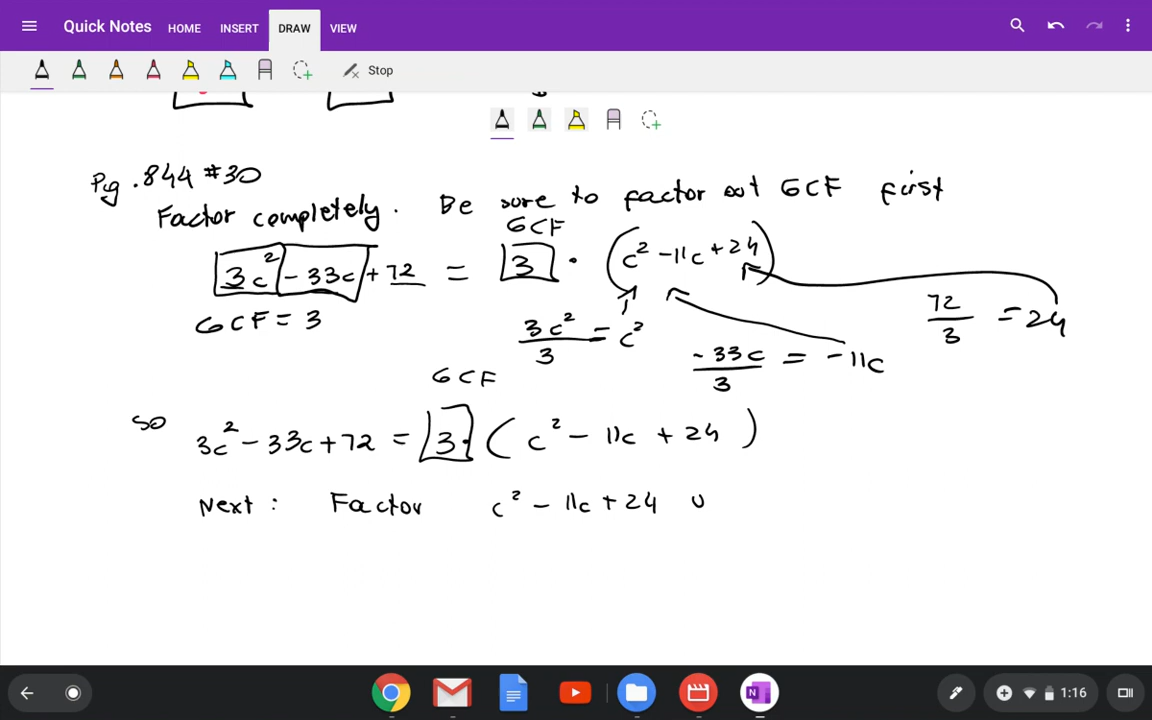 Quick Notes HOME INSERT DRAW VIEW
Stop
Pg. 844 #30
Factor completely. Be sure to factor out GCF first
GCF
3c² - 33c + 72 = 3 · (c² - 11c + 24)
GCF = 3
3c²/3 = c²
-33c/3 = -11c
72/3 = 24
GCF
so 3c² - 33c + 72 = 3· (c² - 11c + 24)
Next: Factor c² - 11c + 24 u
1:16